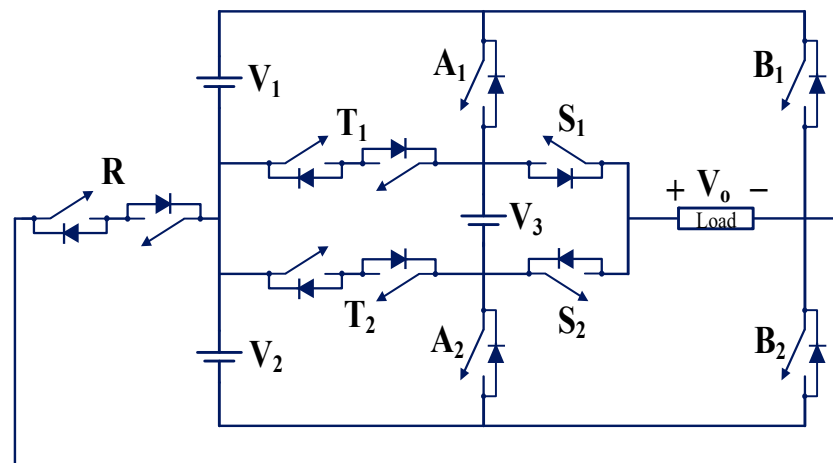 A₁
B₁
V₁
T₁
S₁
R
+ Vₒ −
V₃
Load
T₂
S₂
V₂
A₂
B₂